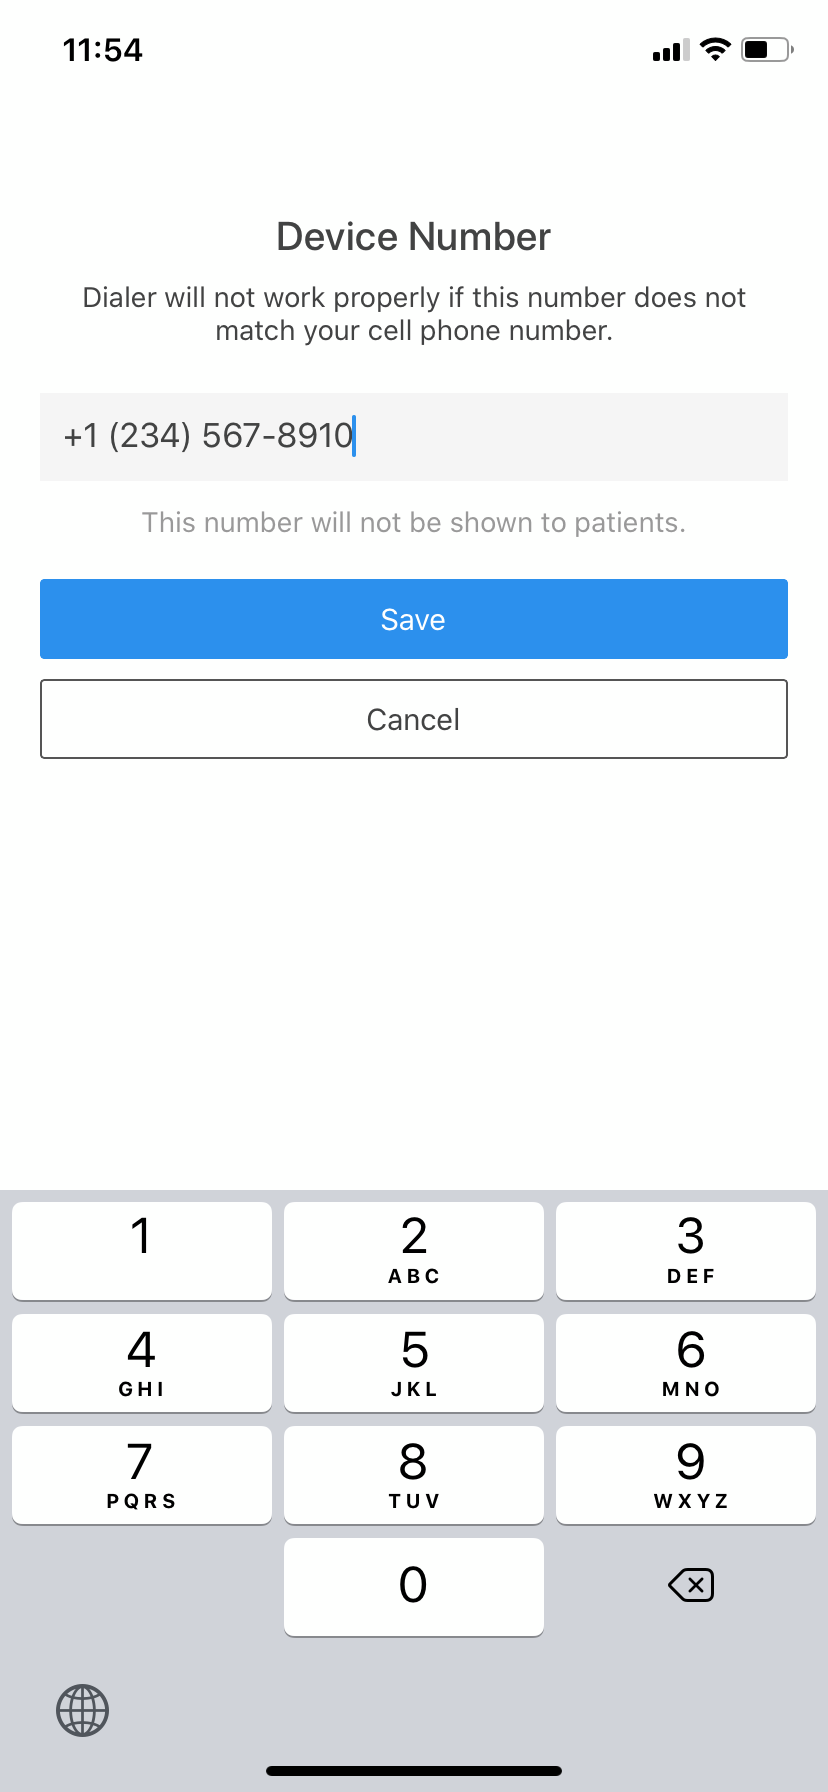 11:54
Device Number
Dialer will not work properly if this number does not
match your cell phone number.
+1 (234) 567-8910
This number will not be shown to patients.
Save
Cancel
1 2 3
ABC DEF
4 5 6
GHI JKL MNO
7 8 9
PQRS TUV WXYZ
0